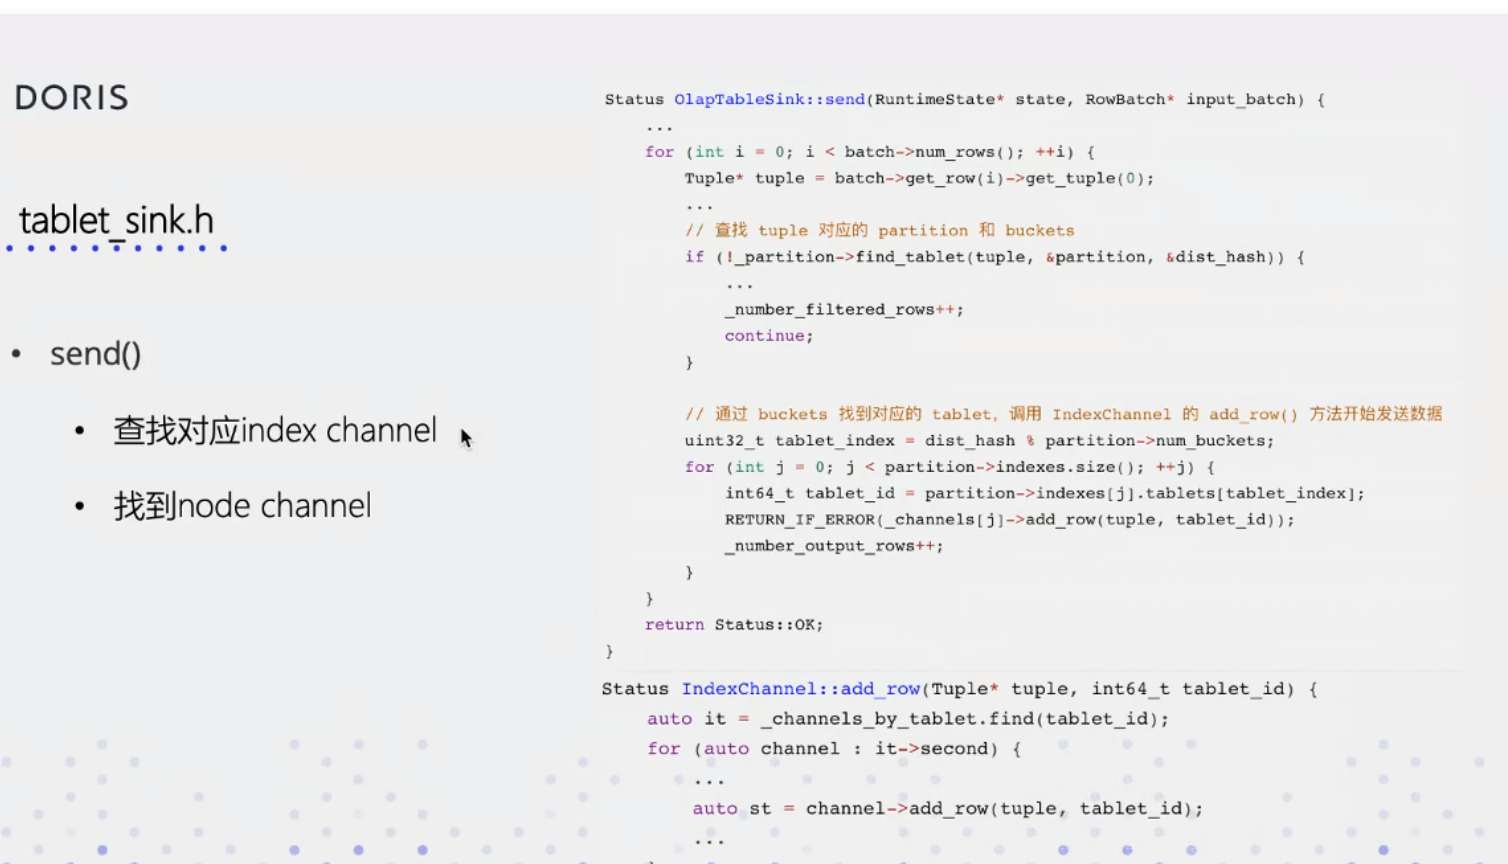 DORIS
tablet_sink.h
• send()
• 查找对应index channel
• 找到node channel
Status OlapTableSink::send(RuntimeState* state, RowBatch* input_batch) {
...
for (int i = 0; i < batch->num_rows(); ++i) {
Tuple* tuple = batch->get_row(i)->get_tuple(0);
...
// 查找 tuple 对应的 partition 和 buckets
if (!_partition->find_tablet(tuple, &partition, &dist_hash)) {
...
_number_filtered_rows++;
continue;
}
// 通过 buckets 找到对应的 tablet, 调用 IndexChannel 的 add_row() 方法开始发送数据
uint32_t tablet_index = dist_hash % partition->num_buckets;
for (int j = 0; j < partition->indexes.size(); ++j) {
int64_t tablet_id = partition->indexes[j].tablets[tablet_index];
RETURN_IF_ERROR(_channels[j]->add_row(tuple, tablet_id));
_number_output_rows++;
}
}
return Status::OK;
}
Status IndexChannel::add_row(Tuple* tuple, int64_t tablet_id) {
auto it = _channels_by_tablet.find(tablet_id);
for (auto channel : it->second) {
...
auto st = channel->add_row(tuple, tablet_id);
...